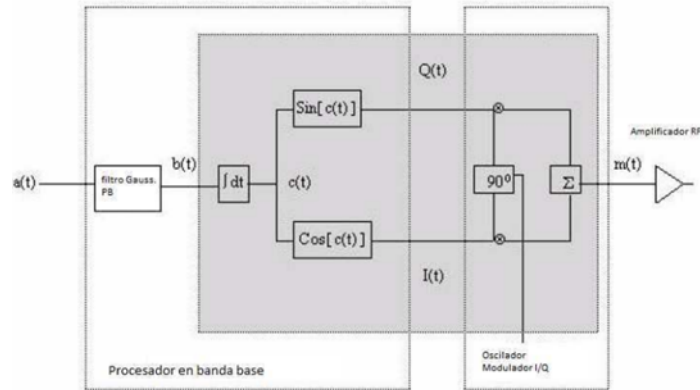 Q(t)
Sin[ c(t) ]
Amplificador RF
a(t)
filtro Gauss.
PB
b(t)
∫ dt
c(t)
90º
Σ
m(t)
Cos[ c(t) ]
I(t)
Procesador en banda base
Oscilador
Modulador I/Q